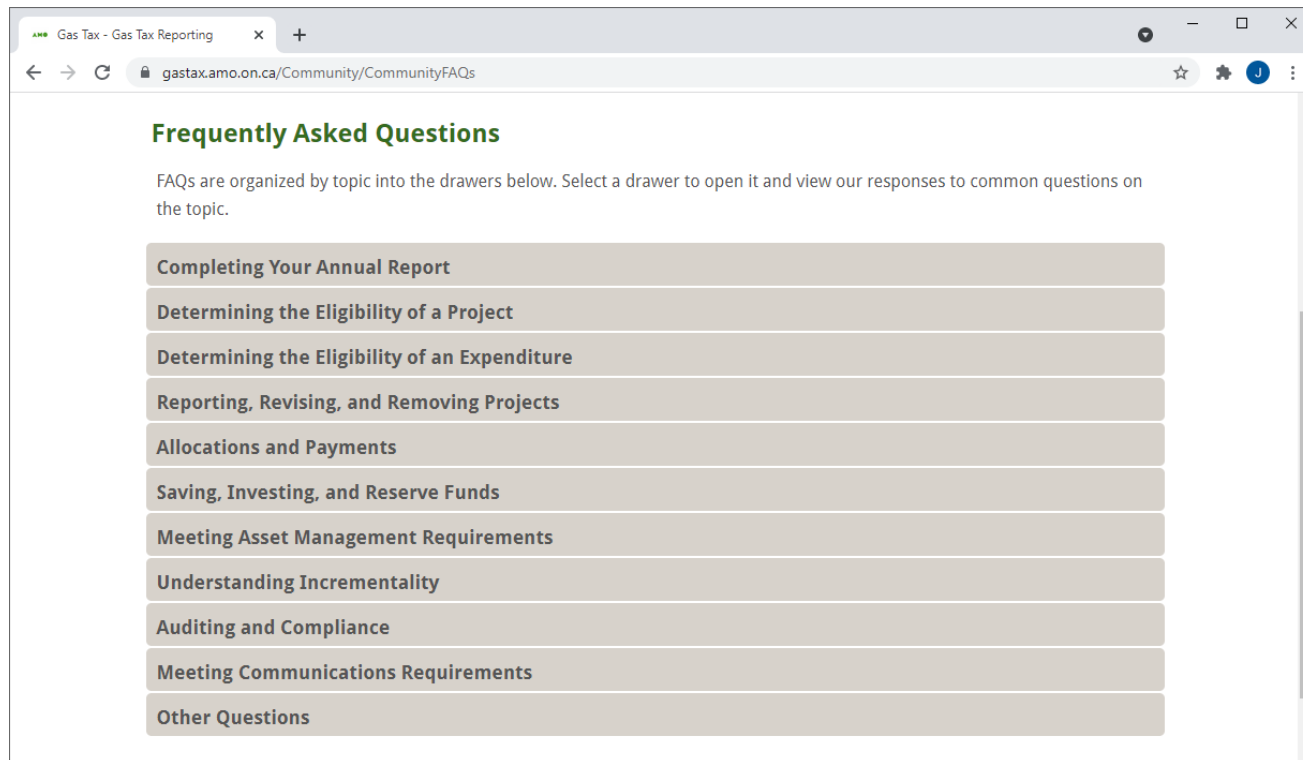 AMO Gas Tax - Gas Tax Reporting
gastax.amo.on.ca/Community/CommunityFAQs
J
Frequently Asked Questions
FAQs are organized by topic into the drawers below. Select a drawer to open it and view our responses to common questions on
the topic.
Completing Your Annual Report
Determining the Eligibility of a Project
Determining the Eligibility of an Expenditure
Reporting, Revising, and Removing Projects
Allocations and Payments
Saving, Investing, and Reserve Funds
Meeting Asset Management Requirements
Understanding Incrementality
Auditing and Compliance
Meeting Communications Requirements
Other Questions